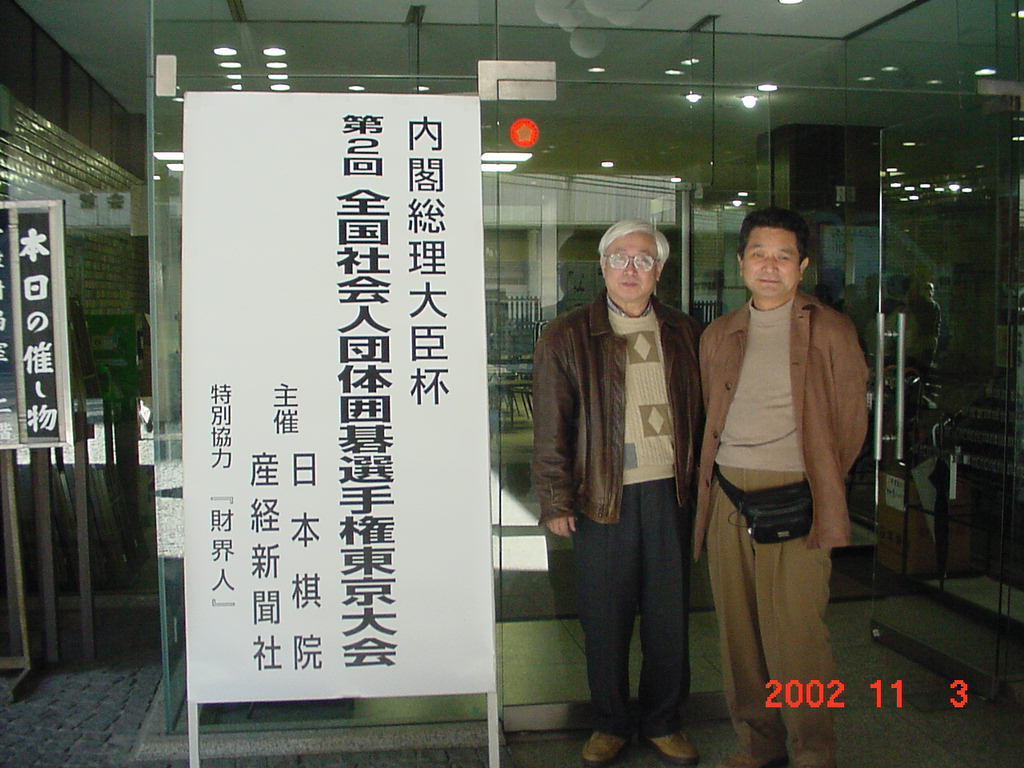 内閣総理大臣杯
第2回 全国社会人団体囲碁選手権東京大会
主催 日本棋院
産経新聞社
特別協力 『財界人』
本日の催し物
2002 11 3